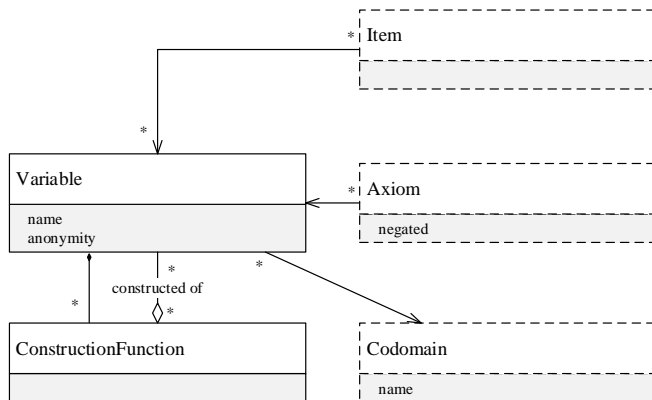 * Item
*
Variable
* Axiom
name
anonymity
negated
*
*
constructed of
*
*
ConstructionFunction
Codomain
name